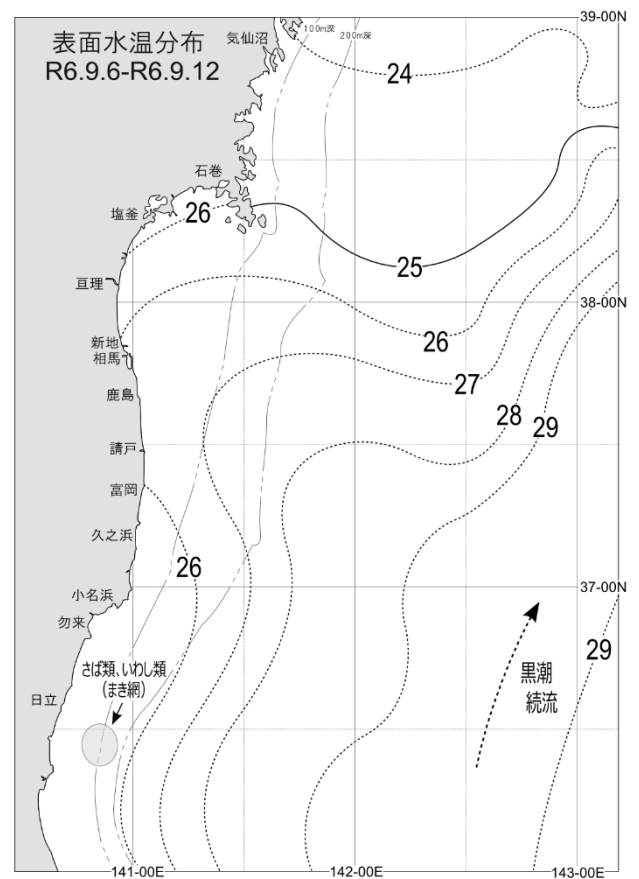 39-00N
表面水温分布
R6.9.6-R6.9.12
気仙沼
100m深
200m深
24
石巻
塩釜
26
25
亘理
38-00N
新地
相馬
26
27
鹿島
28
29
請戸
富岡
久之浜
26
小名浜
37-00N
勿来
29
さば類、いわし類
(まき網)
黒潮
続流
日立
141-00E
142-00E
143-00E